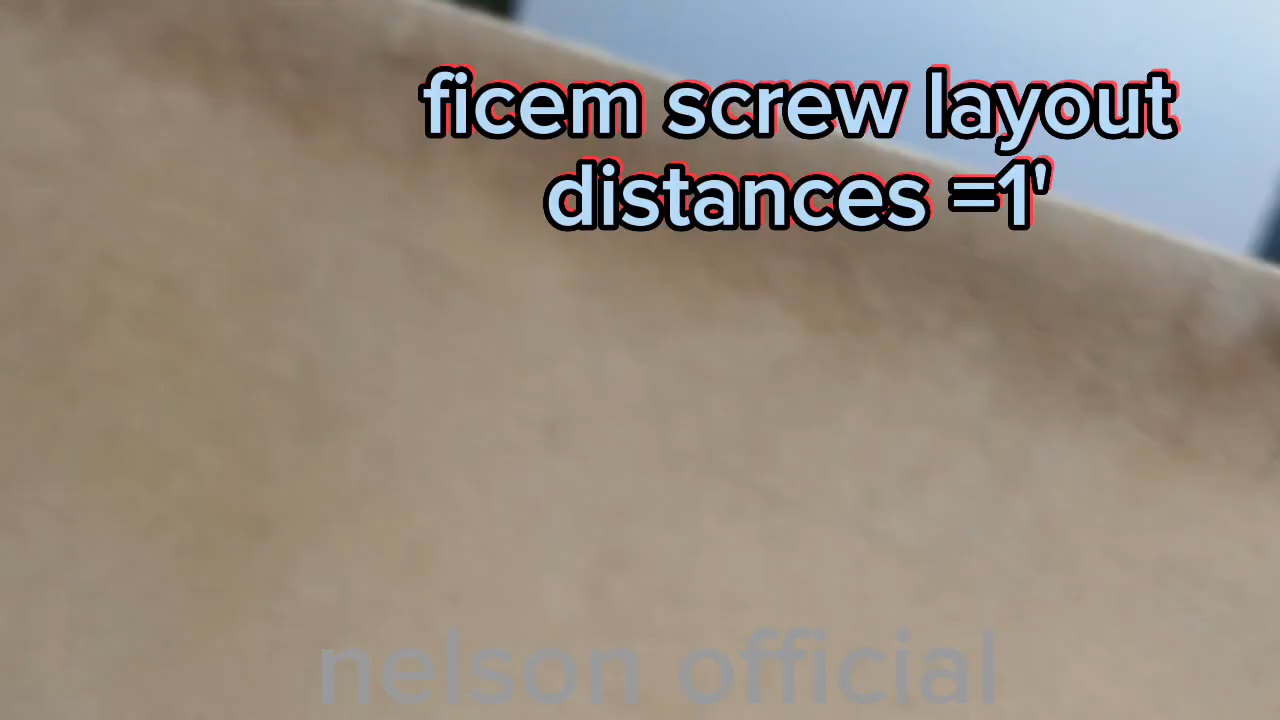 ficem screw layout
distances =1'
nelson official